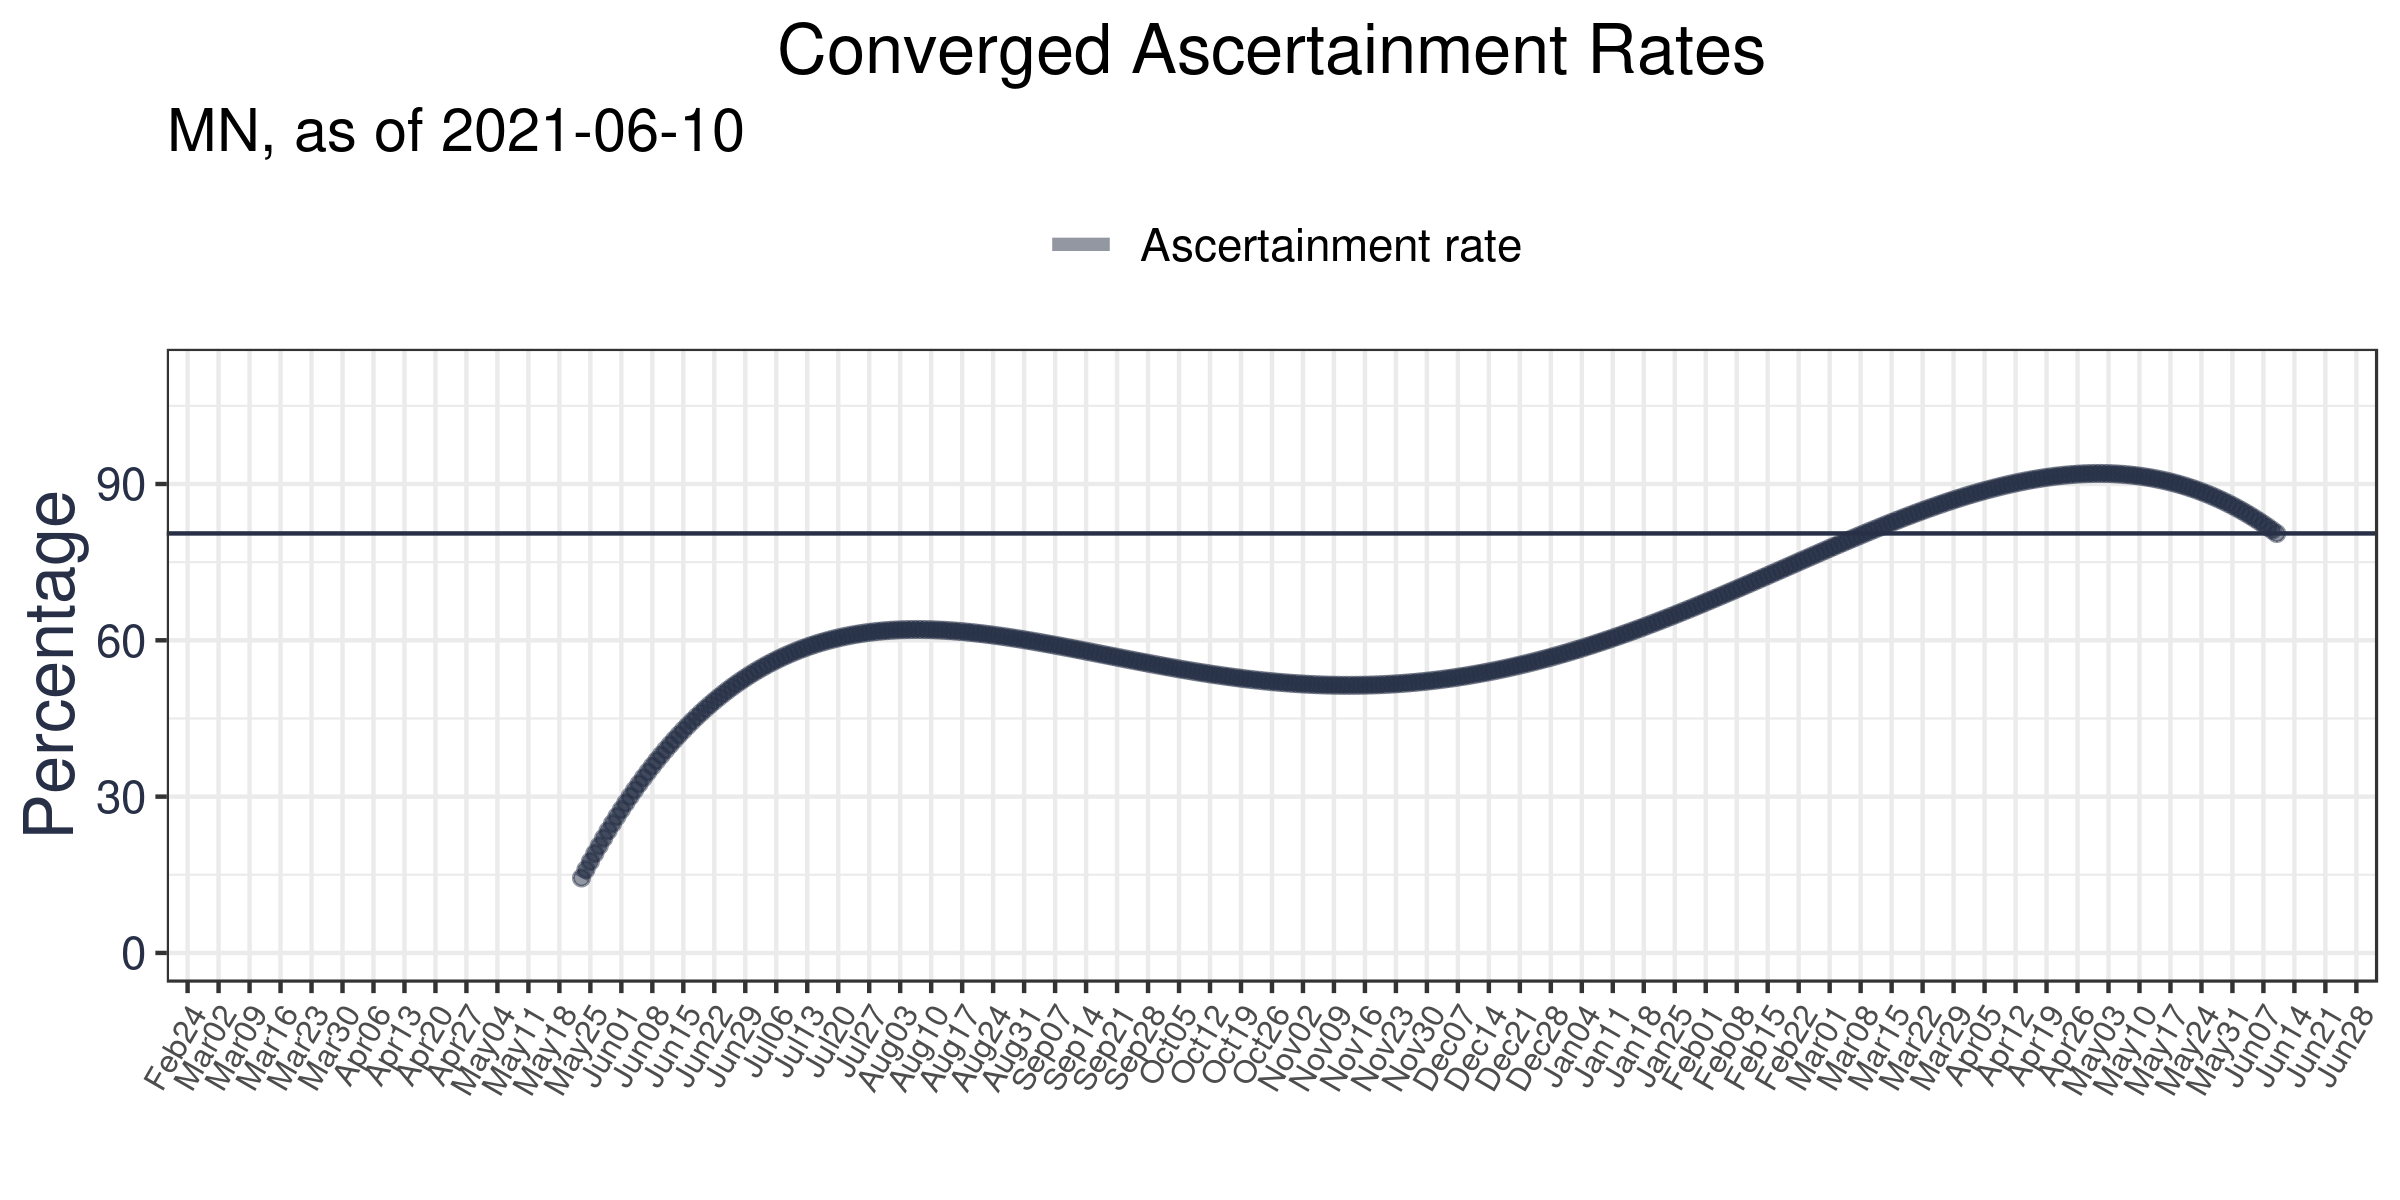 Converged Ascertainment Rates
MN, as of 2021-06-10
Ascertainment rate
Percentage
90
60
30
0
Feb24
Mar02
Mar09
Mar16
Mar23
Mar30
Apr06
Apr13
Apr20
Apr27
May04
May11
May18
May25
Jun01
Jun08
Jun15
Jun22
Jun29
Jul06
Jul13
Jul20
Jul27
Aug03
Aug10
Aug17
Aug24
Aug31
Sep07
Sep14
Sep21
Sep28
Oct05
Oct12
Oct19
Oct26
Nov02
Nov09
Nov16
Nov23
Nov30
Dec07
Dec14
Dec21
Dec28
Jan04
Jan11
Jan18
Jan25
Feb01
Feb08
Feb15
Feb22
Mar01
Mar08
Mar15
Mar22
Mar29
Apr05
Apr12
Apr19
Apr26
May03
May10
May17
May24
May31
Jun07
Jun14
Jun21
Jun28